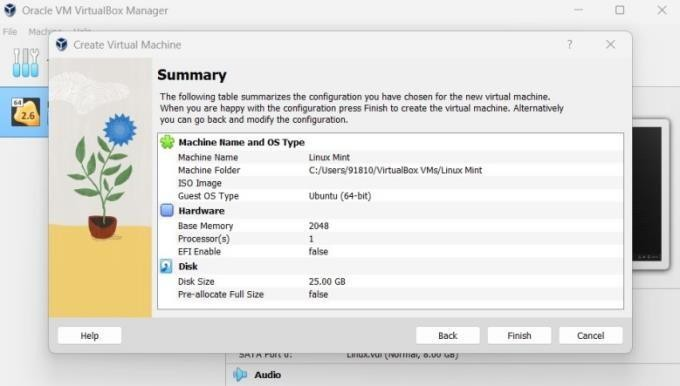 Oracle VM VirtualBox Manager
File
Create Virtual Machine
?
64
2.6
Summary
The following table summarizes the configuration you have chosen for the new virtual machine.
When you are happy with the configuration press Finish to create the virtual machine. Alternatively
you can go back and modify the configuration.
Machine Name and OS Type
Machine Name Linux Mint
Machine Folder C:/Users/91810/VirtualBox VMs/Linux Mint
ISO Image
Guest OS Type Ubuntu (64-bit)
Hardware
Base Memory 2048
Processor(s) 1
EFI Enable false
Disk
Disk Size 25.00 GB
Pre-allocate Full Size false
Help Back Finish Cancel
SATA Port 0: Linux.vdi (Normal, 8.00 GB)
Audio